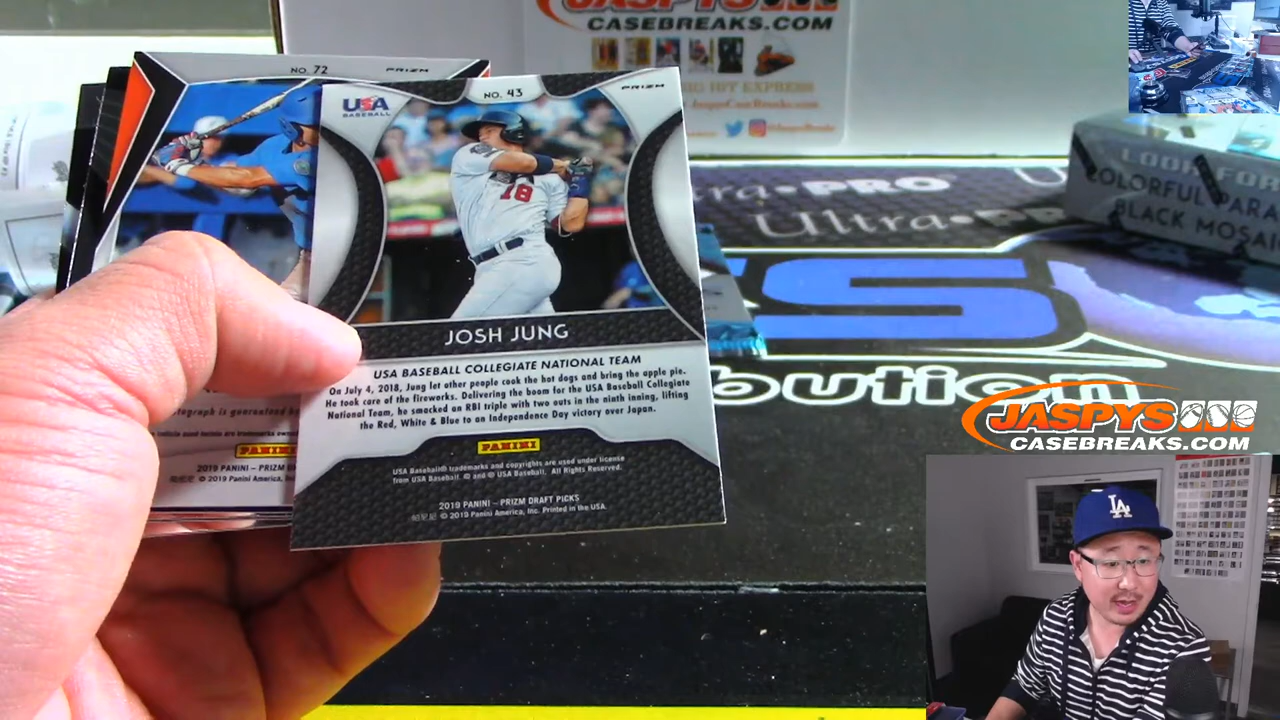 JASPYS
CASEBREAKS.COM
NO. 72
PRIZM
USA
BASEBALL
NO. 43
PRIZM
18
JOSH JUNG
USA BASEBALL COLLEGIATE NATIONAL TEAM
On July 4, 2018, Jung let other people cook the hot dogs and bring the apple pie.
He took care of the fireworks. Delivering the boom for the USA Baseball Collegiate
National Team, he smacked an RBI triple with two outs in the ninth inning, lifting
the Red, White & Blue to an Independence Day victory over Japan.
PANINI
USA Baseball© trademarks and copyrights are used under license
from USA Baseball. © and © USA Baseball. All Rights Reserved.
2019 PANINI – PRIZM DRAFT PICKS
© 2019 Panini America, Inc. Printed in the USA.
PANINI
2019 PANINI – PRIZM
© 2019 Panini America, Inc.
Ultra•PRO
Ultra•PR
LOOK FOR
COLORFUL PARA
BLACK MOSAI
bution
JASPYS
CASEBREAKS.COM
LA